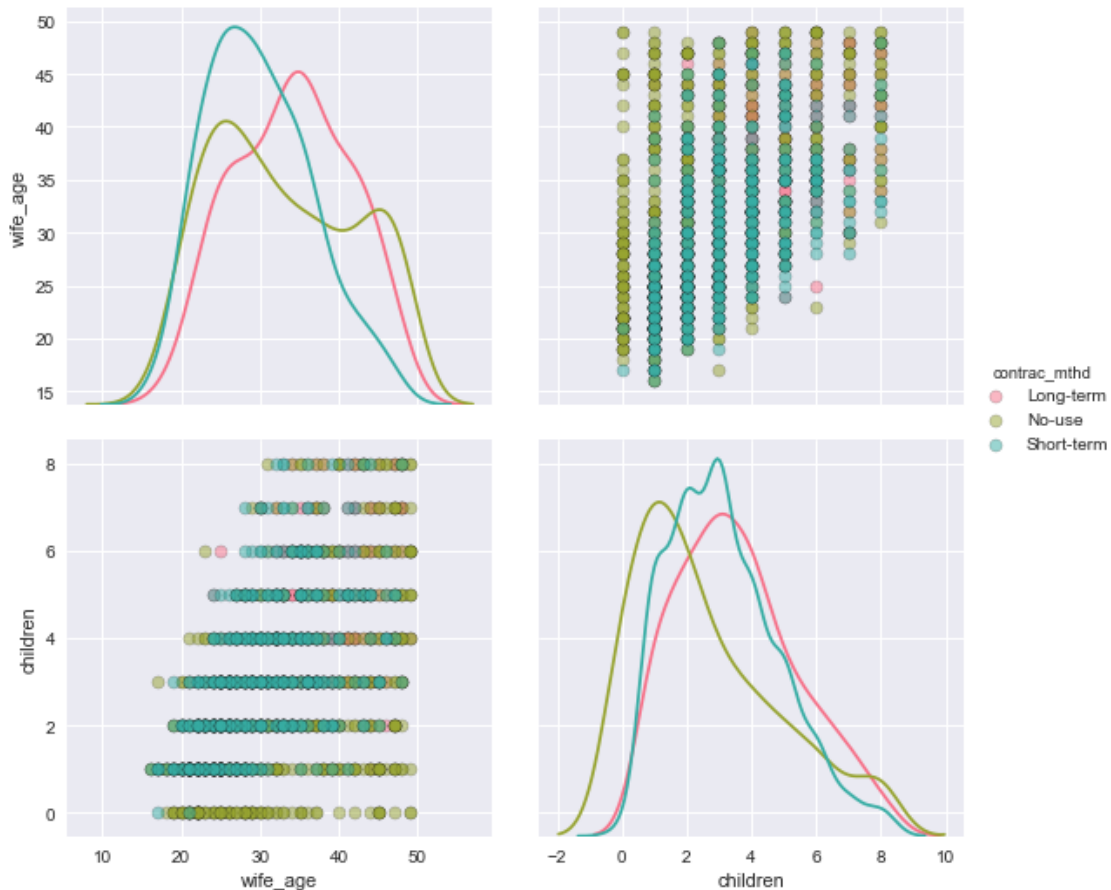 50
45
40
35
30
25
20
15
wife_age
contrac_mthd
Long-term
No-use
Short-term
8
6
4
2
0
children
10 20 30 40 50
wife_age
−2 0 2 4 6 8 10
children